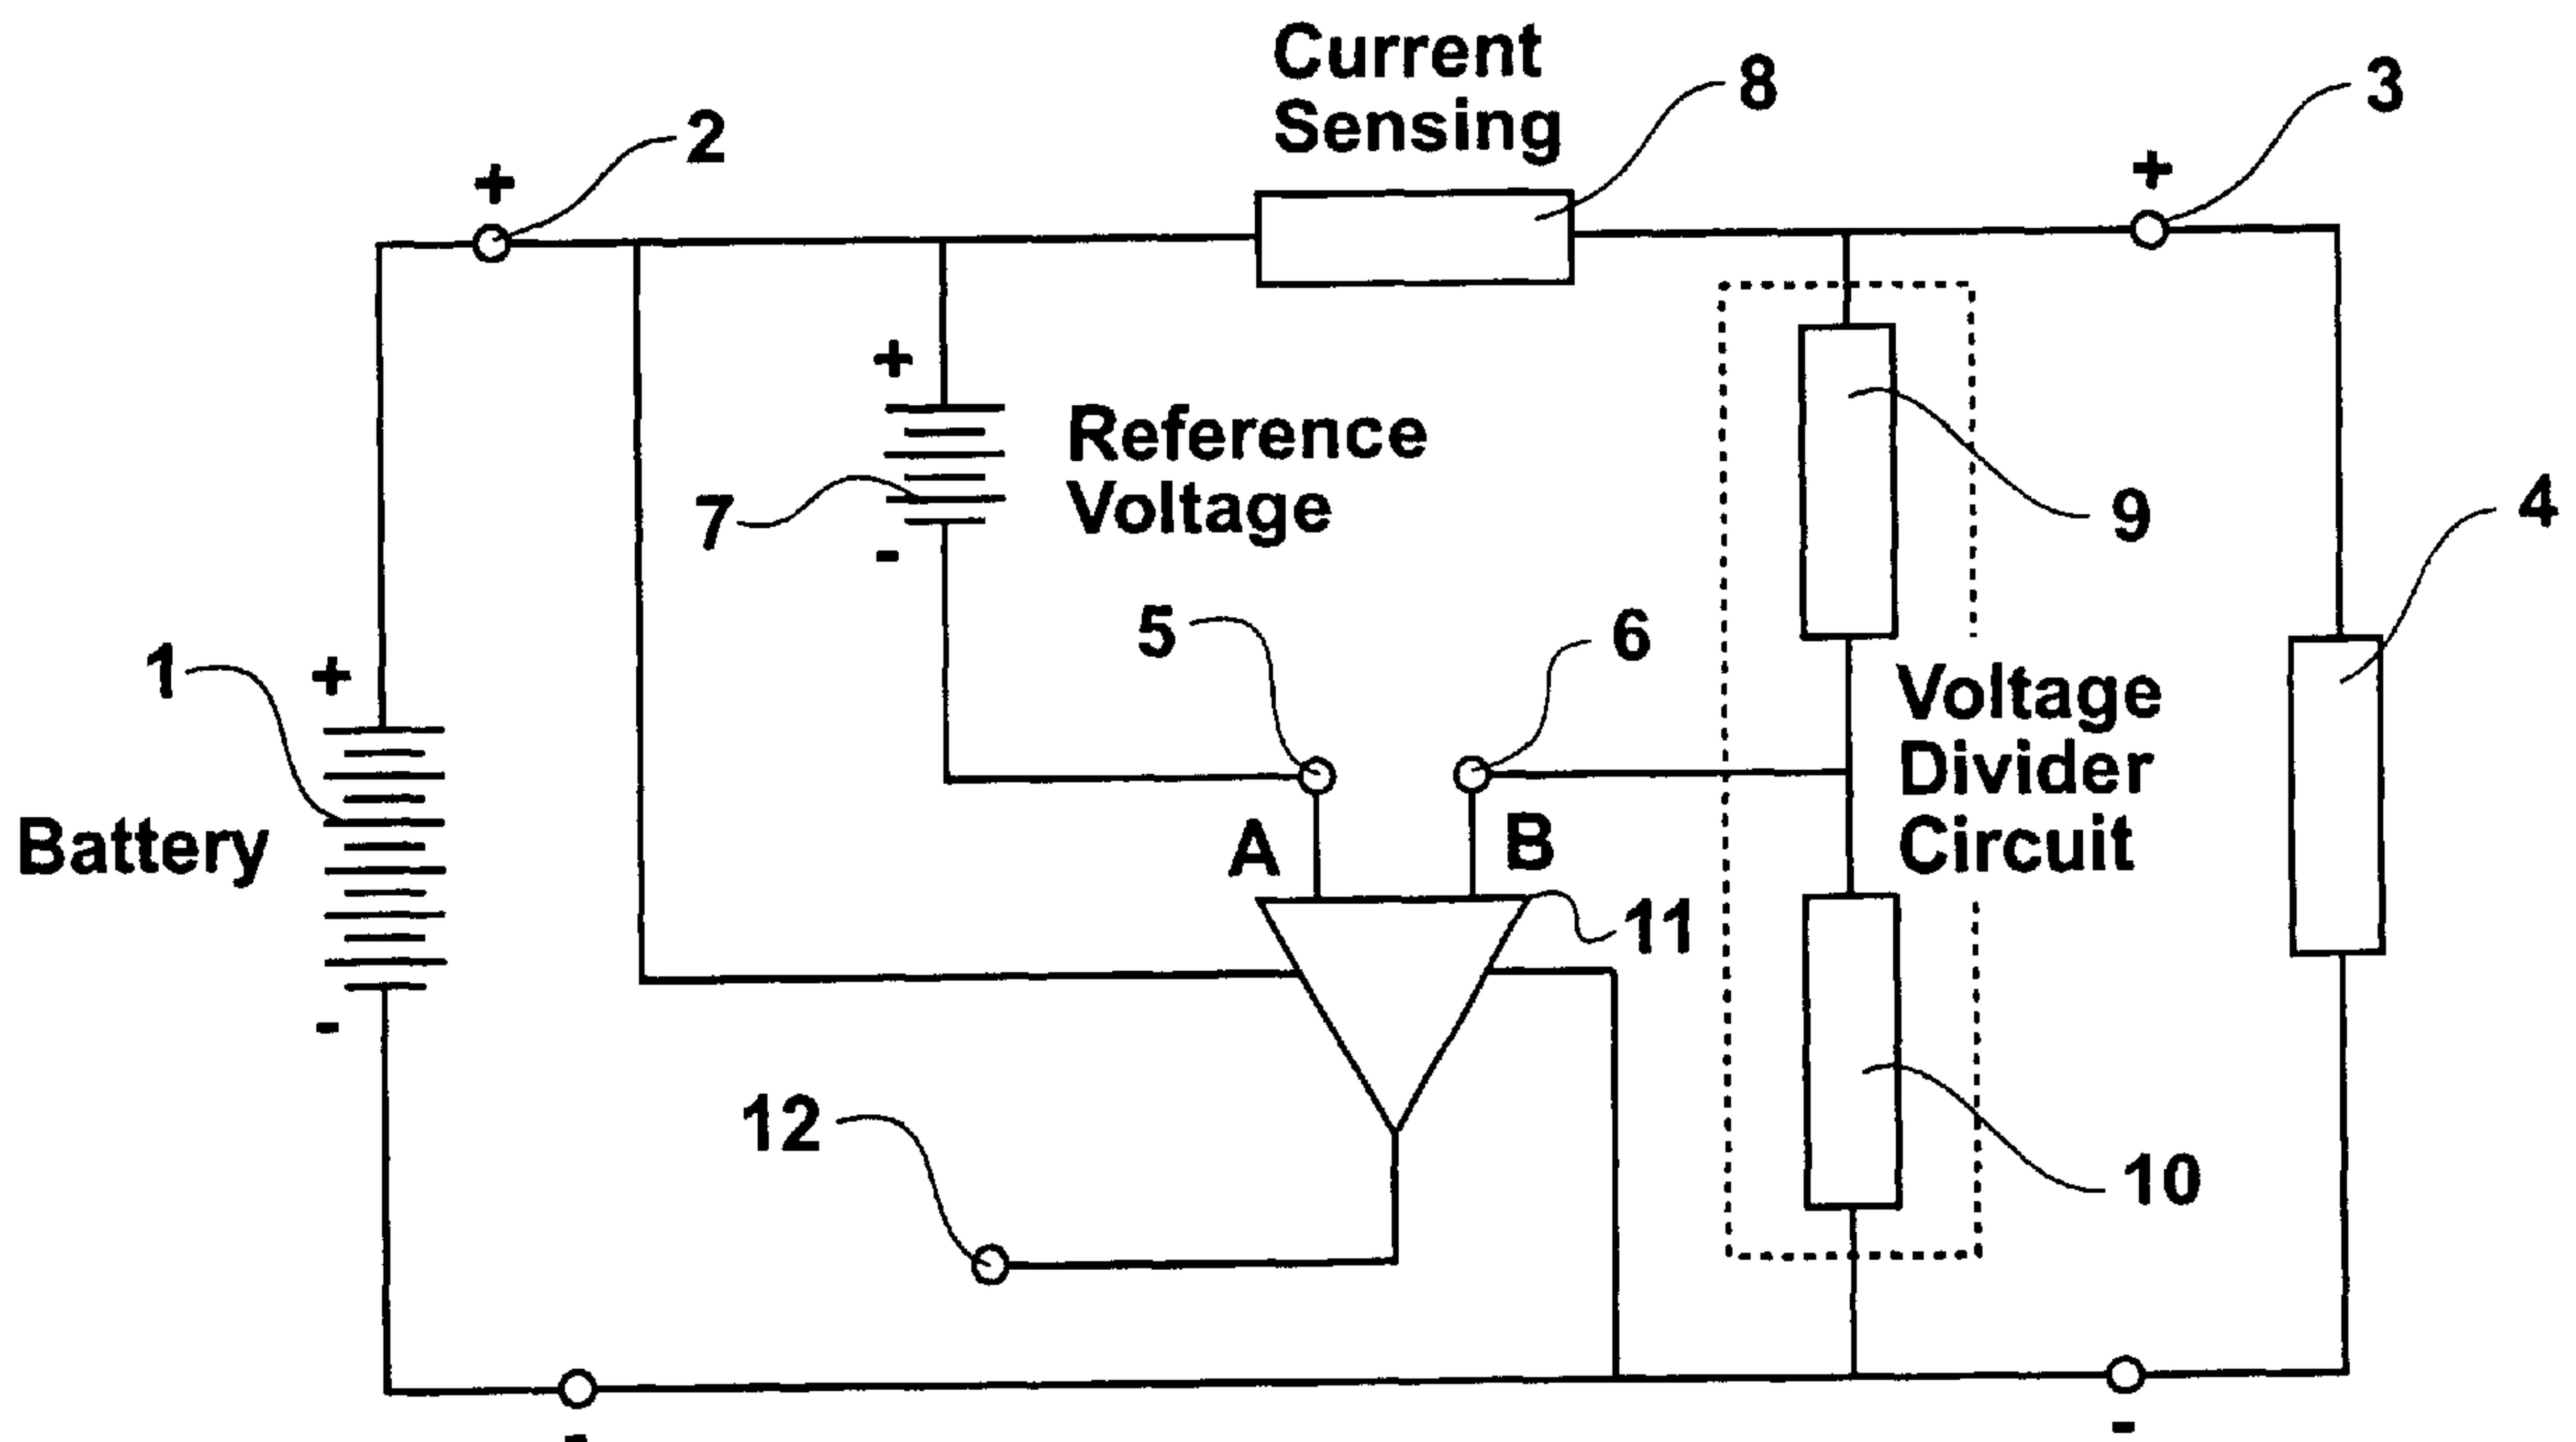 Current
Sensing
8
3
2
+
+
+
Reference
Voltage
7
-
9
4
5
6
1
+
Battery
-
Voltage
Divider
Circuit
A
B
11
12
10
-
-